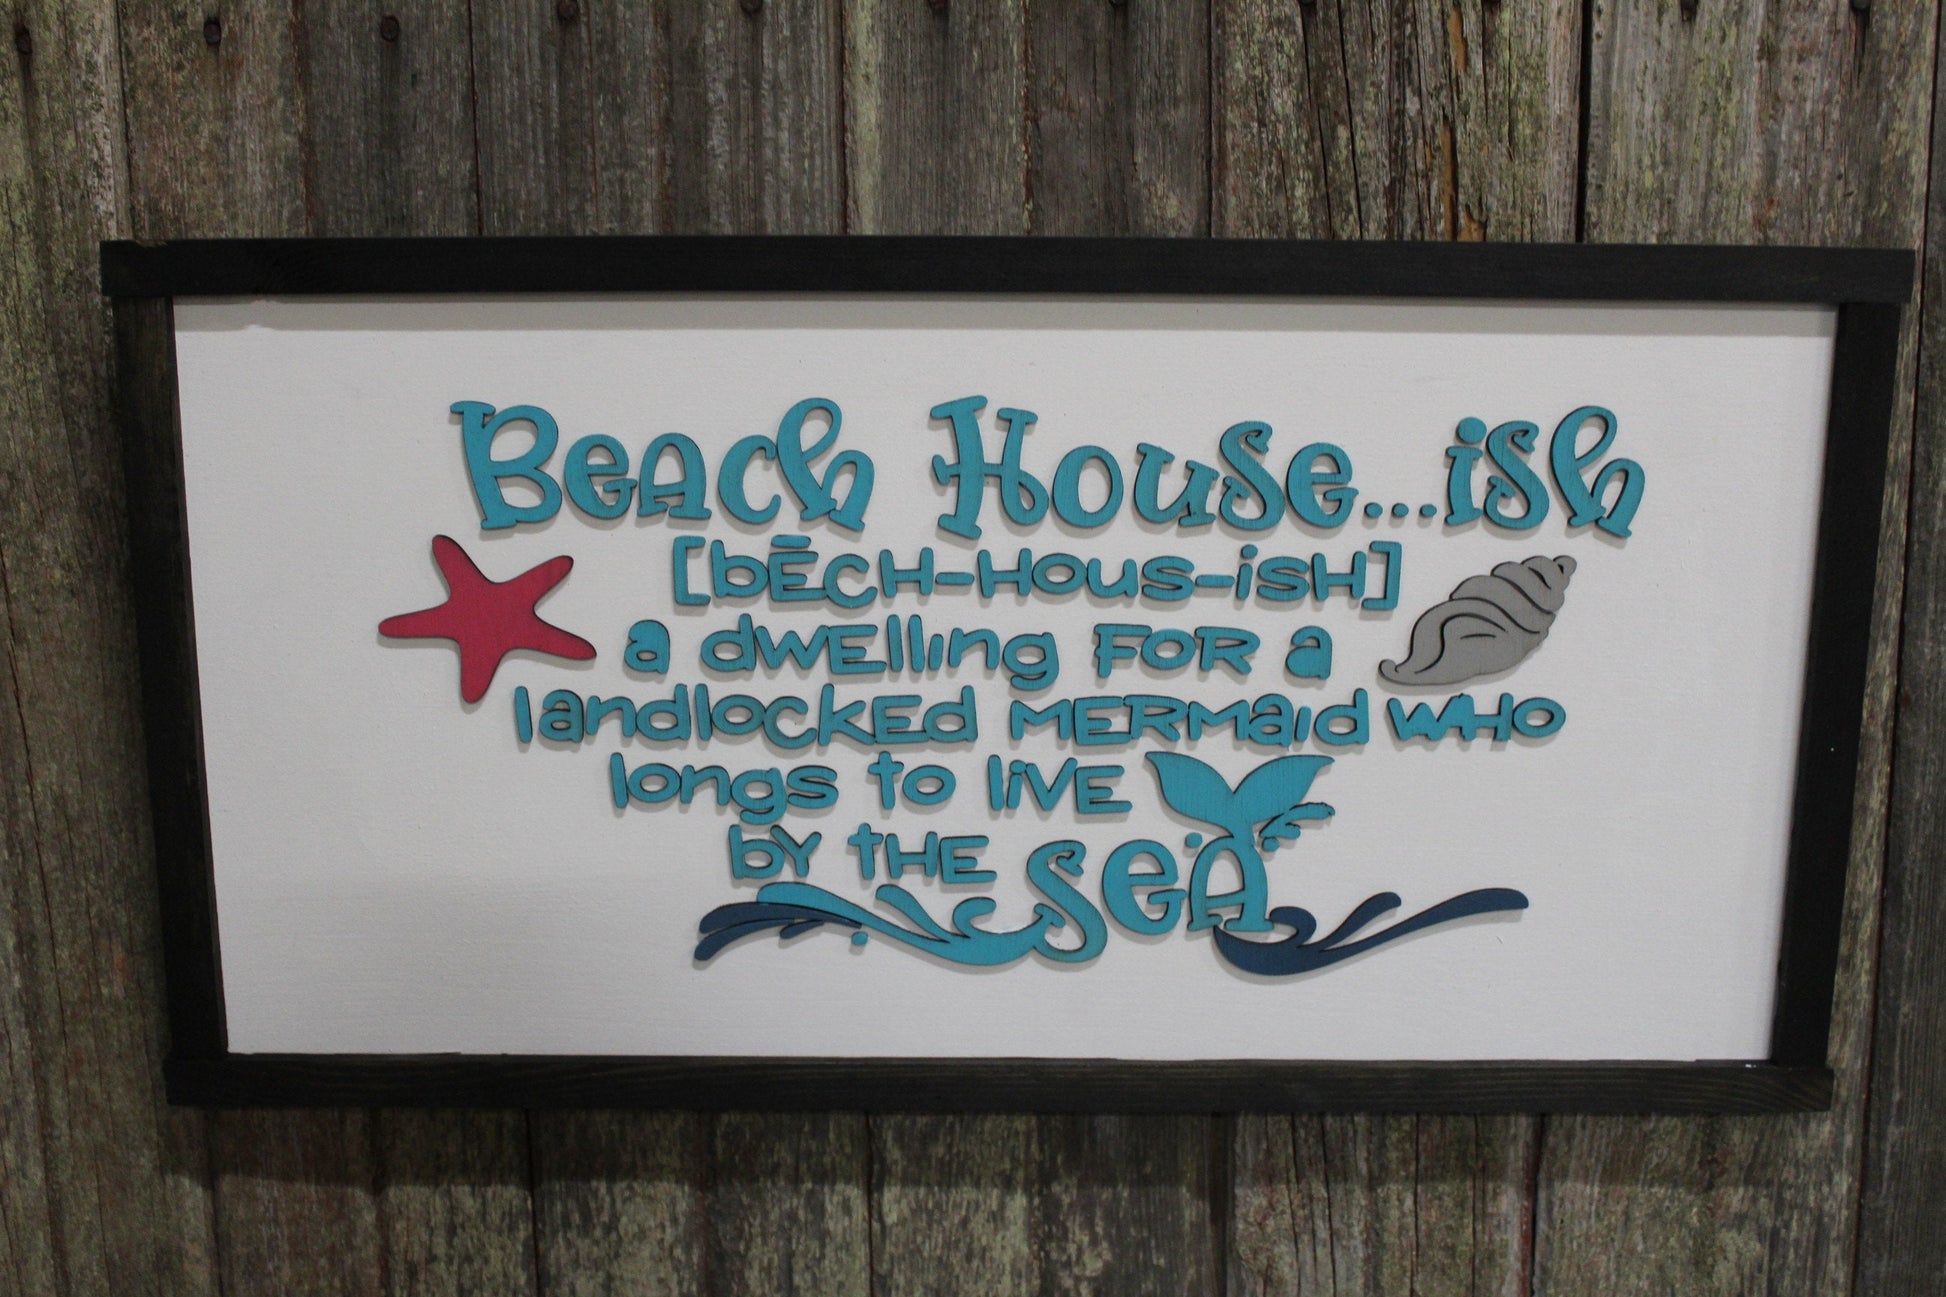 Beach House...ish
[bēch-hous-ish]
a dwelling for a
landlocked mermaid who
longs to live
by the sea